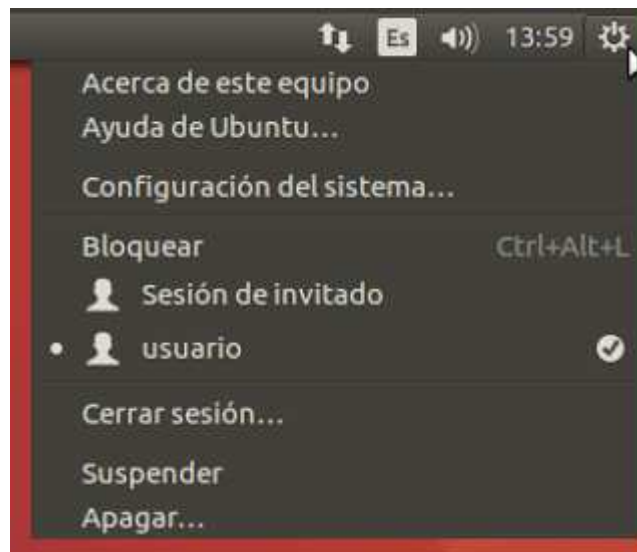 Es 13:59
Acerca de este equipo
Ayuda de Ubuntu...
Configuración del sistema...
Bloquear Ctrl+Alt+L
Sesión de invitado
usuario
Cerrar sesión...
Suspender
Apagar...